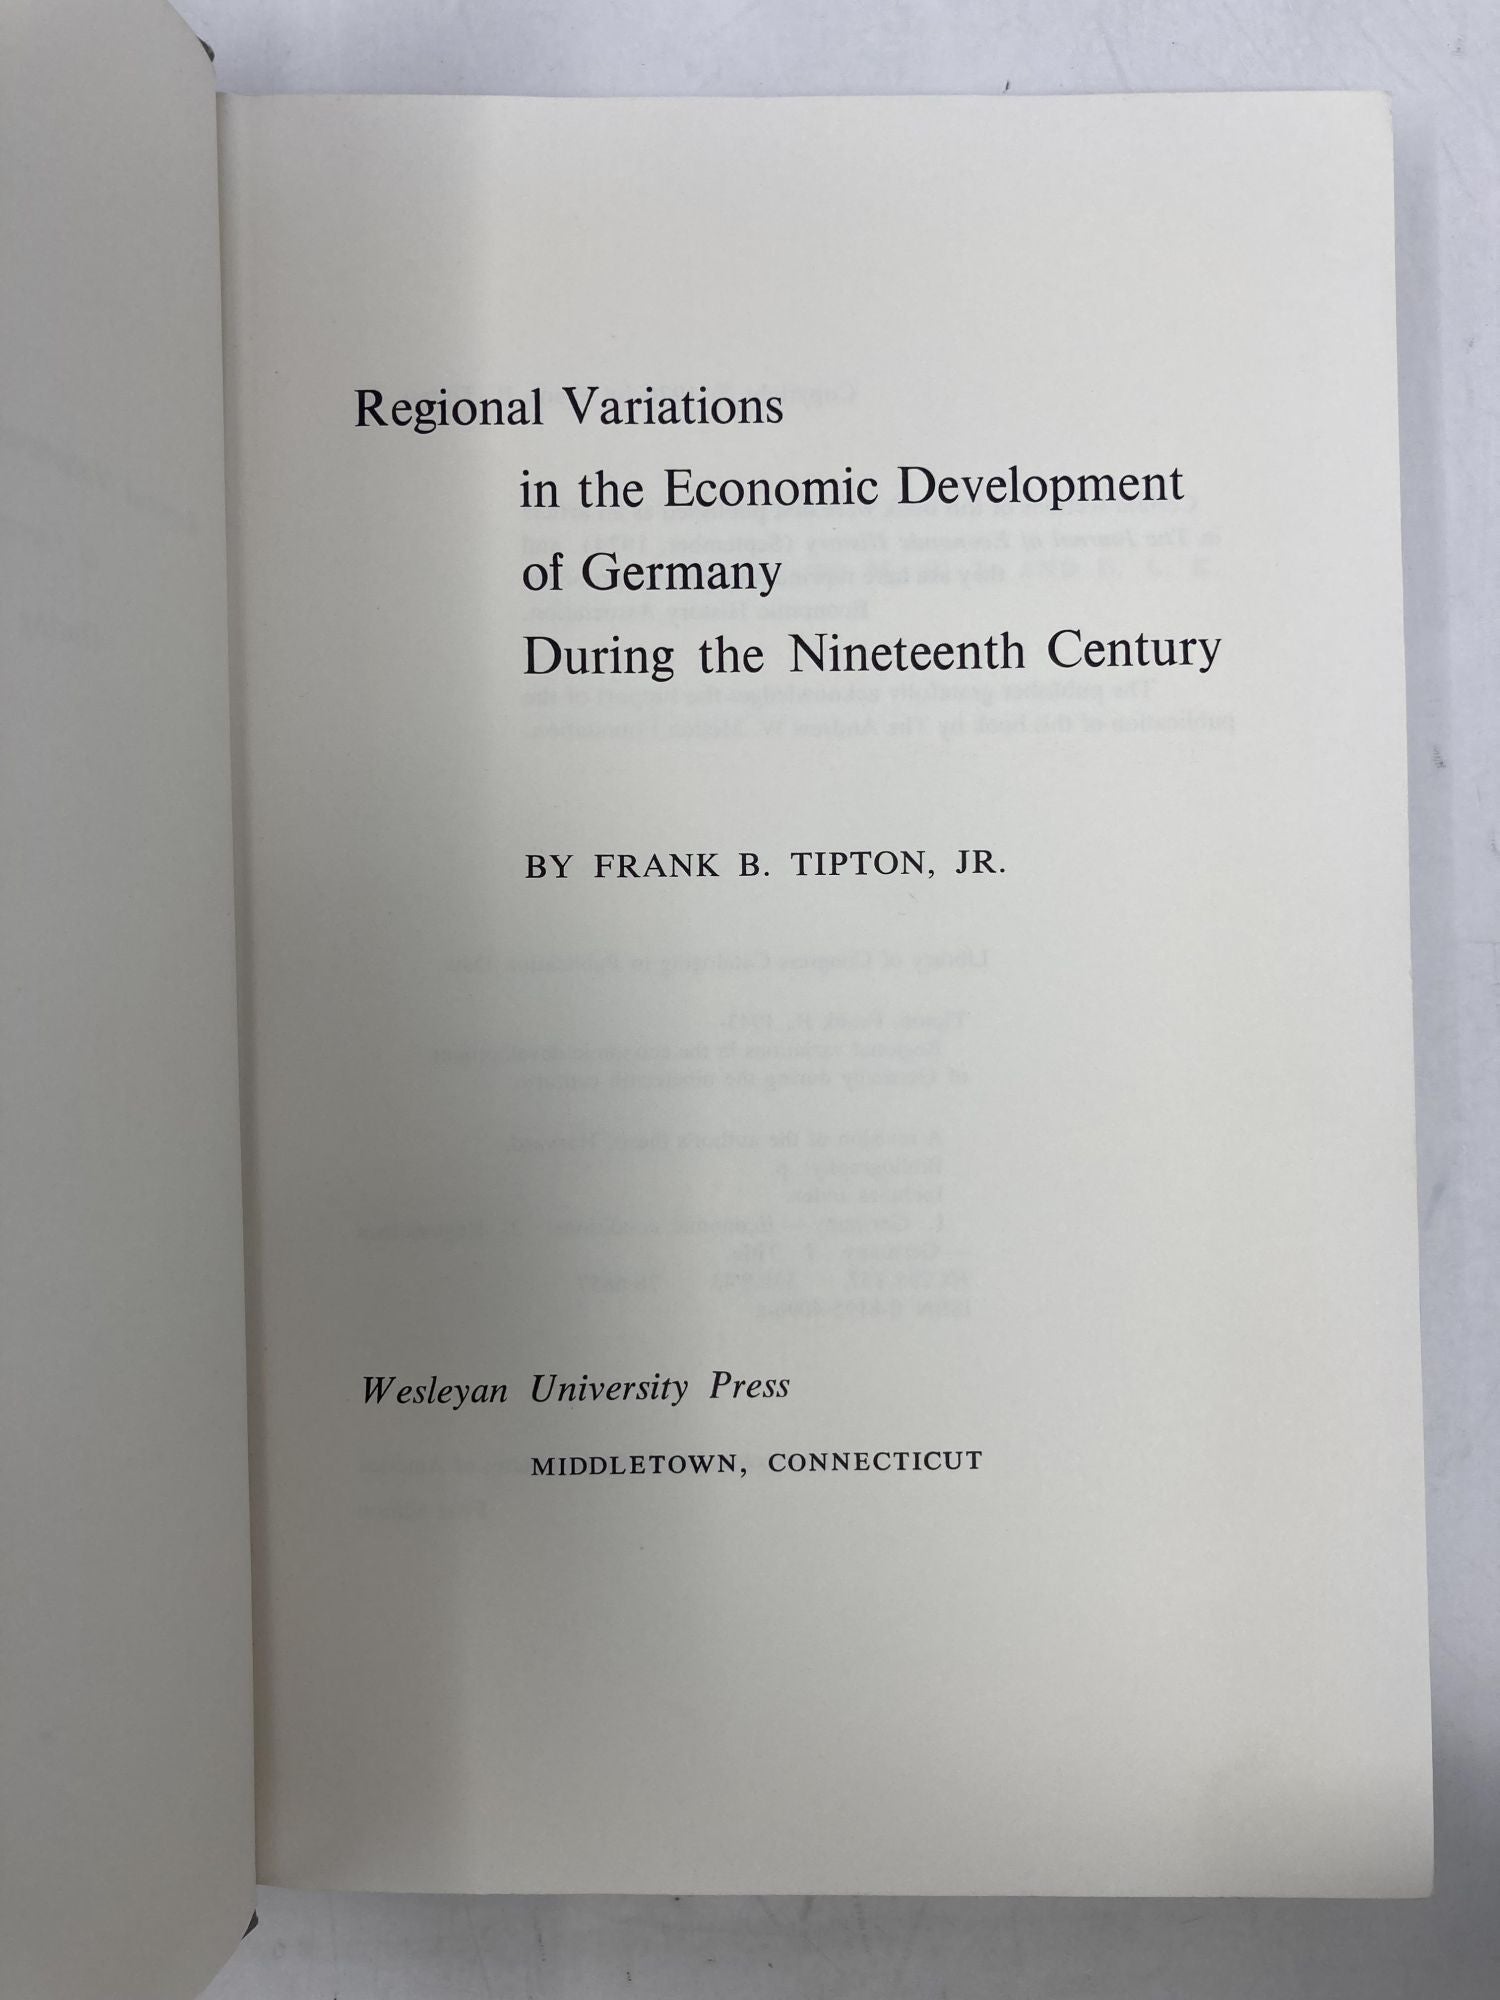 Regional Variations
in the Economic Development
of Germany
During the Nineteenth Century
BY FRANK B. TIPTON, JR.
Wesleyan University Press
MIDDLETOWN, CONNECTICUT